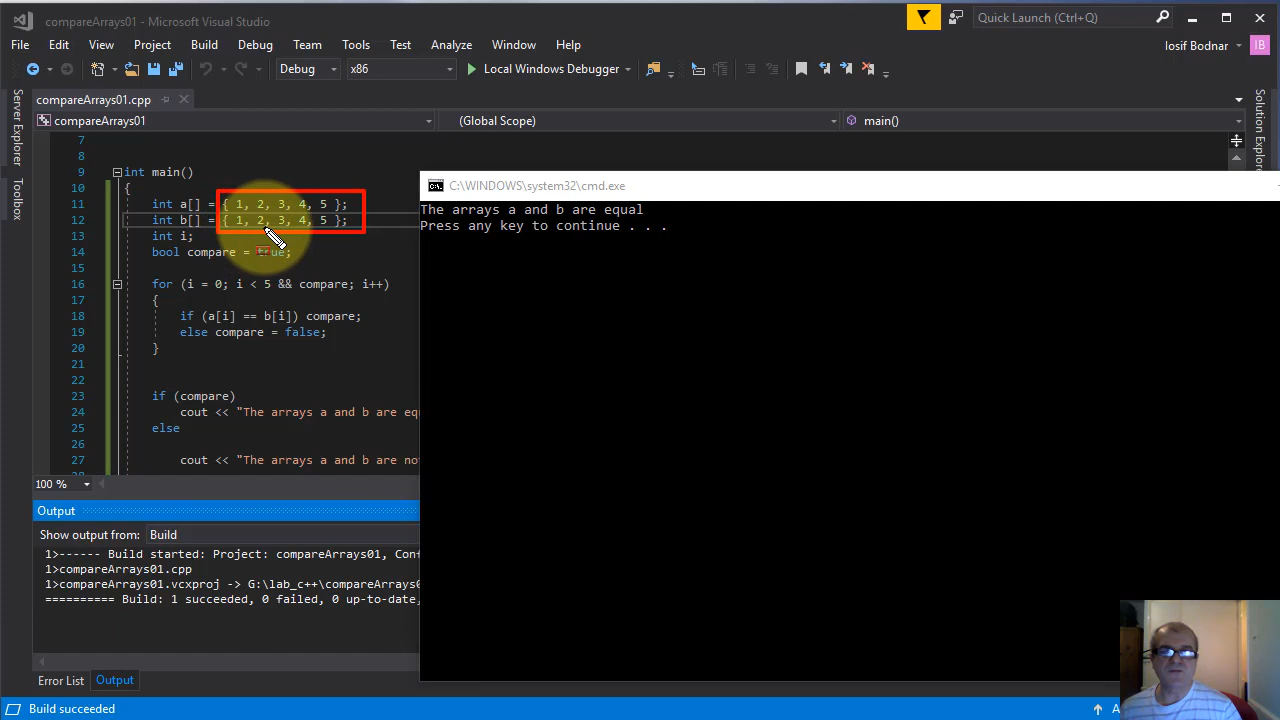 compareArrays01 - Microsoft Visual Studio
Quick Launch (Ctrl+Q)
File Edit View Project Build Debug Team Tools Test Analyze Window Help
Iosif Bodnar IB
Debug x86 Local Windows Debugger
compareArrays01.cpp
compareArrays01 (Global Scope) main()
Server Explorer
Toolbox
Solution Explorer
7
8
9 int main()
10 {
11 int a[] = { 1, 2, 3, 4, 5 };
12 int b[] = { 1, 2, 3, 4, 5 };
13 int i;
14 bool compare = true;
15
16 for (i = 0; i < 5 && compare; i++)
17 {
18 if (a[i] == b[i]) compare;
19 else compare = false;
20 }
21
22
23 if (compare)
24 cout << "The arrays a and b are equ
25 else
26
27 cout << "The arrays a and b are not
100 %
C:\WINDOWS\system32\cmd.exe
The arrays a and b are equal
Press any key to continue . . .
Output
Show output from: Build
1>------ Build started: Project: compareArrays01, Con
1>compareArrays01.cpp
1>compareArrays01.vcxproj -> G:\lab_c++\compareArrays0
========== Build: 1 succeeded, 0 failed, 0 up-to-date,
Error List Output
Build succeeded